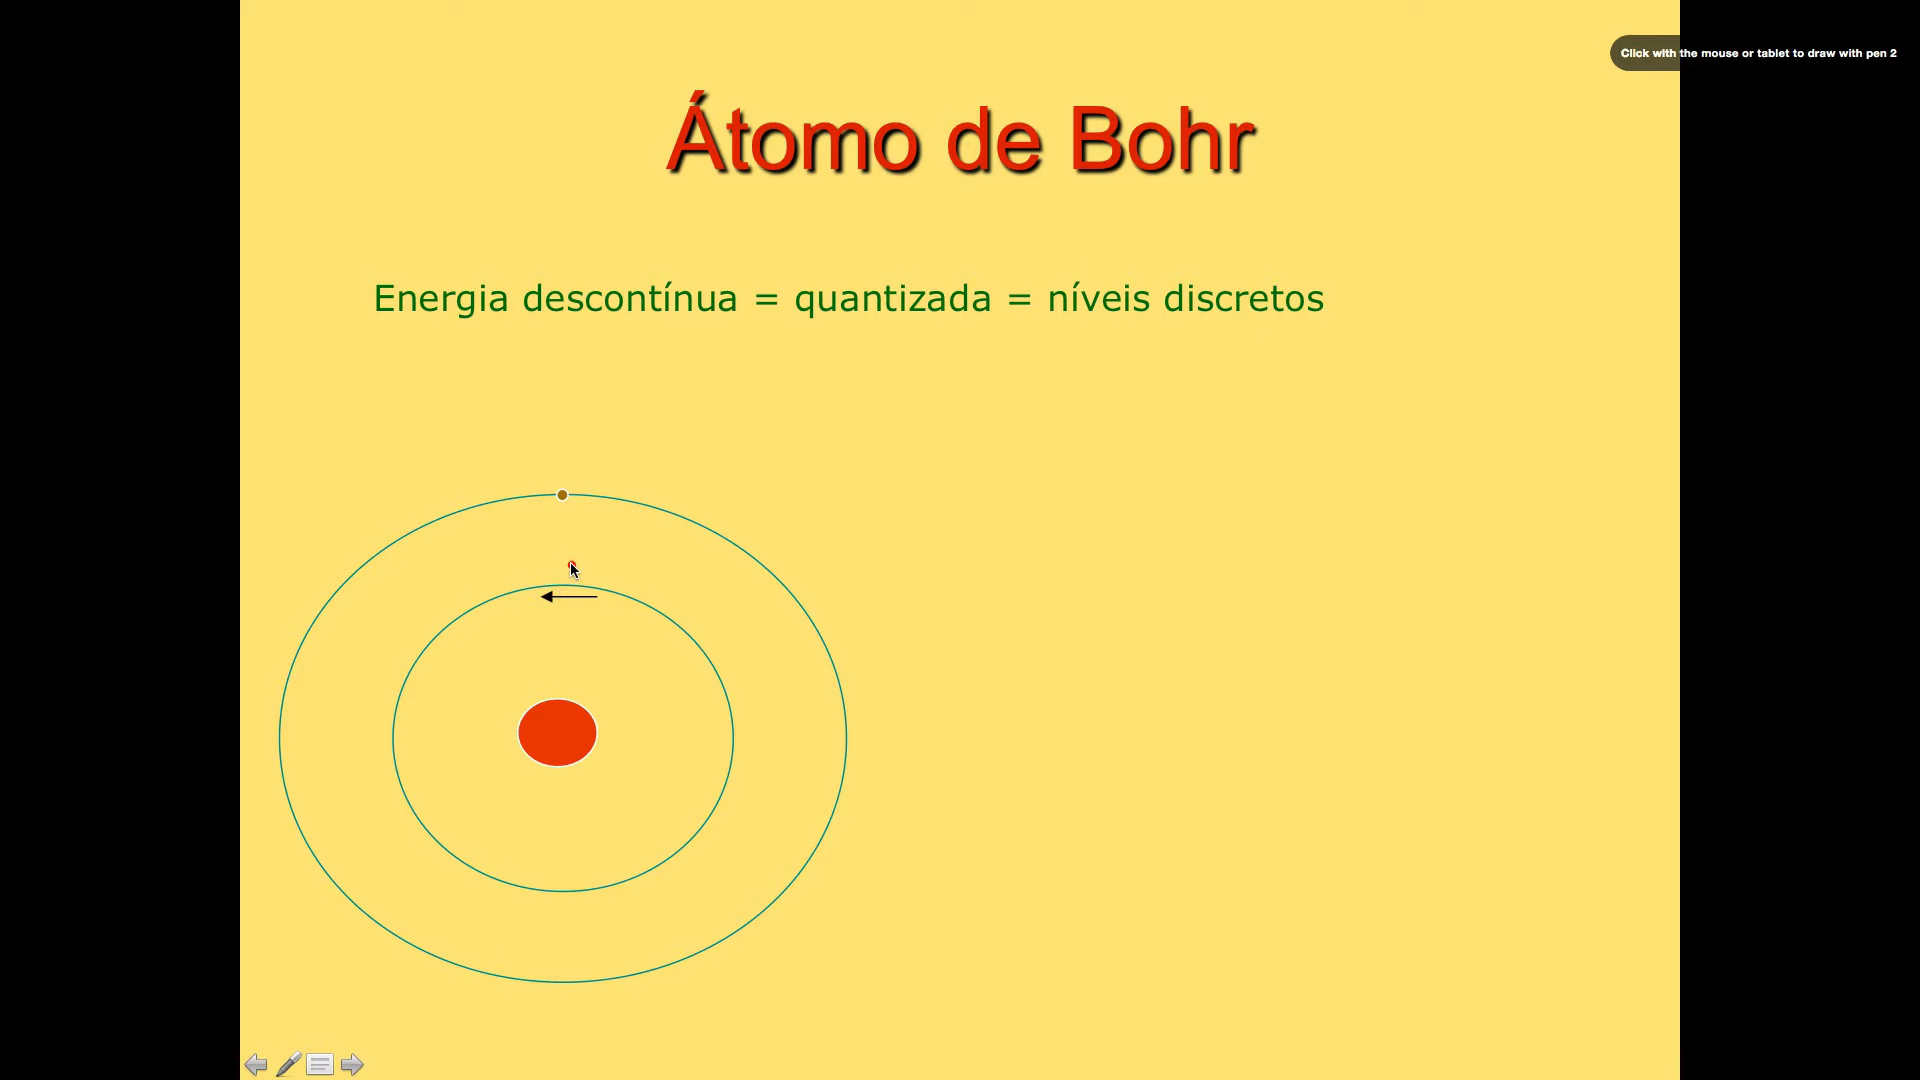 Click with the mouse or tablet to draw with pen 2
Átomo de Bohr
Energia descontínua = quantizada = níveis discretos